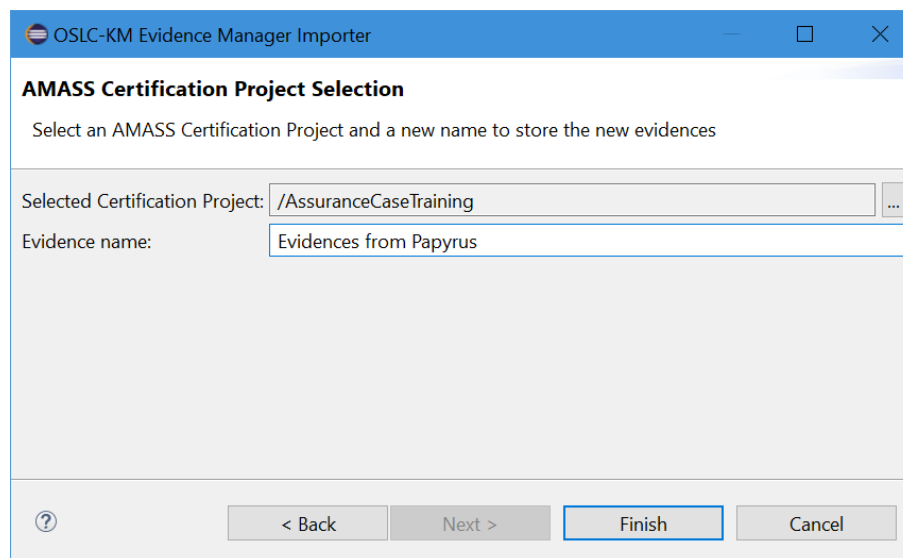 OSLC-KM Evidence Manager Importer
AMASS Certification Project Selection
Select an AMASS Certification Project and a new name to store the new evidences
Selected Certification Project: /AssuranceCaseTraining ...
Evidence name: Evidences from Papyrus
? < Back Next > Finish Cancel